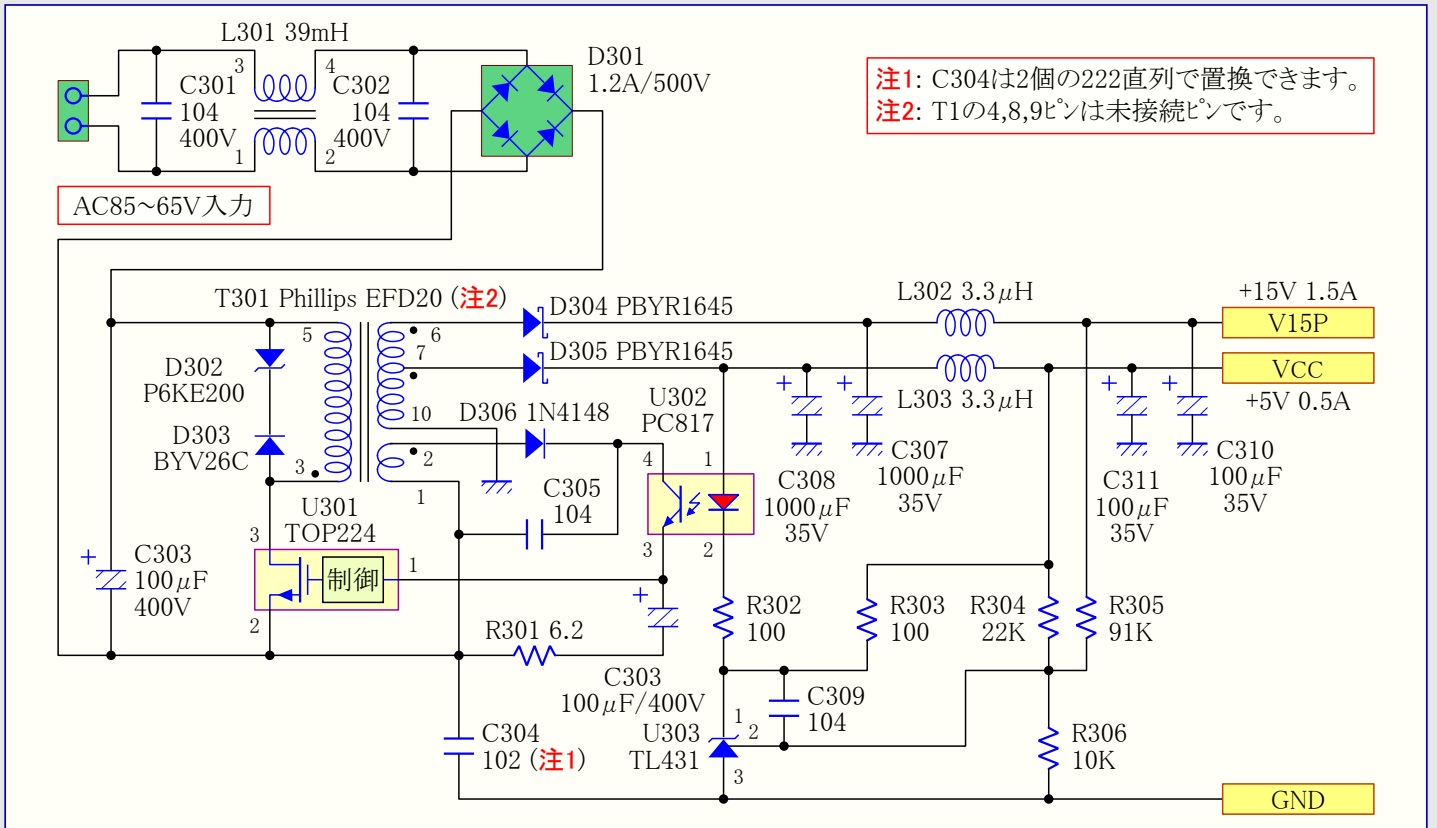 L301 39mH
3
4
C301
104
400V
C302
104
400V
1
2
D301
1.2A/500V
注1: C304は2個の222直列で置換できます。
注2: T1の4,8,9ピンは未接続ピンです。
AC85~65V入力
T301 Phillips EFD20 (注2)
5
6
7
10
3
2
1
D302
P6KE200
D303
BYV26C
D304 PBYR1645
D305 PBYR1645
D306 1N4148
L302 3.3μH
L303 3.3μH
+15V 1.5A
V15P
VCC
+5V 0.5A
U302
PC817
4
1
3
2
C305
104
C308
1000μF
35V
+
C307
1000μF
35V
+
C311
100μF
35V
+
C310
100μF
35V
+
U301
TOP224
3
制御
1
2
+
C303
100μF
400V
R301 6.2
+
C303
100μF/400V
R302
100
R303
100
R304
22K
R305
91K
C309
104
U303
TL431
1
2
3
C304
102 (注1)
R306
10K
GND